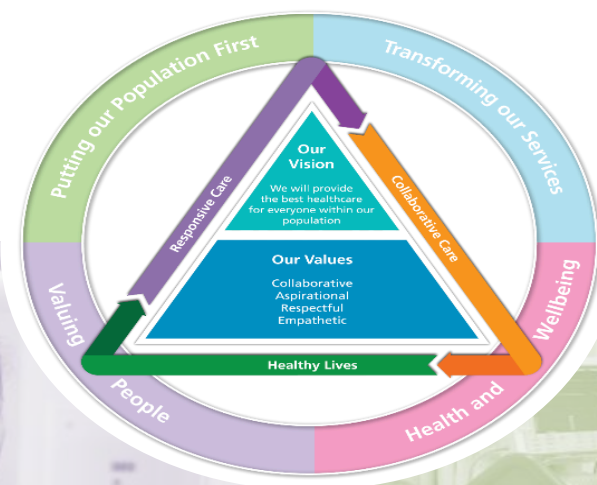 Putting our Population First
Transforming our Services
Responsive Care
Collaborative Care
Our
Vision
We will provide
the best healthcare
for everyone within our
population
Our Values
Collaborative
Aspirational
Respectful
Empathetic
Healthy Lives
Valuing
People
Health and
Wellbeing